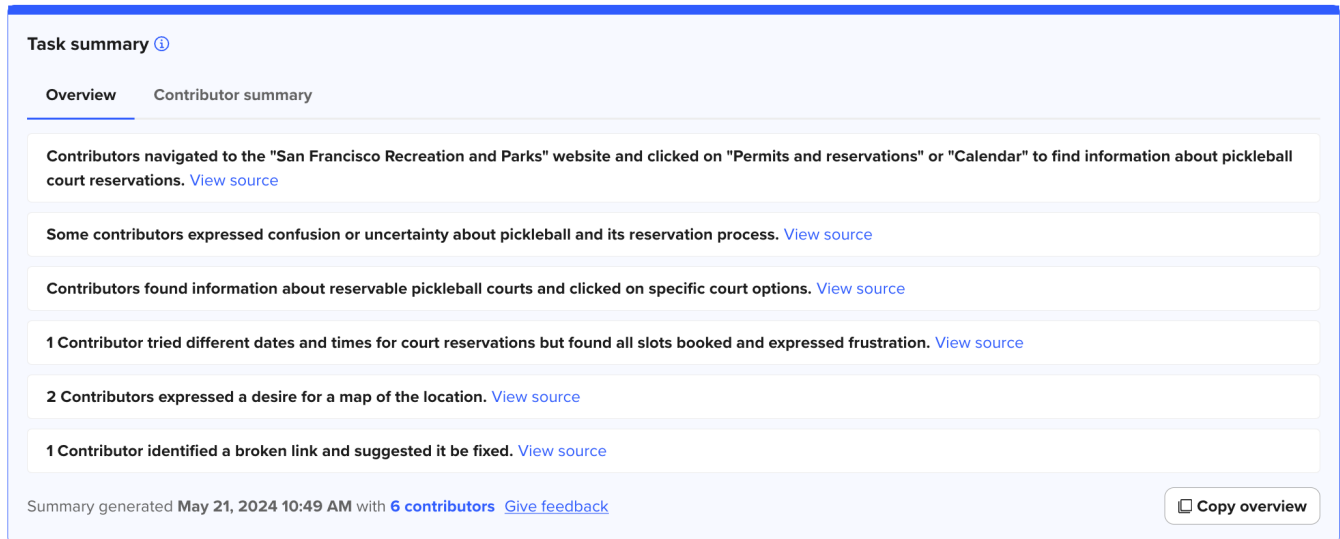 Task summary
Overview Contributor summary
Contributors navigated to the "San Francisco Recreation and Parks" website and clicked on "Permits and reservations" or "Calendar" to find information about pickleball
court reservations. View source
Some contributors expressed confusion or uncertainty about pickleball and its reservation process. View source
Contributors found information about reservable pickleball courts and clicked on specific court options. View source
1 Contributor tried different dates and times for court reservations but found all slots booked and expressed frustration. View source
2 Contributors expressed a desire for a map of the location. View source
1 Contributor identified a broken link and suggested it be fixed. View source
Summary generated May 21, 2024 10:49 AM with 6 contributors Give feedback Copy overview